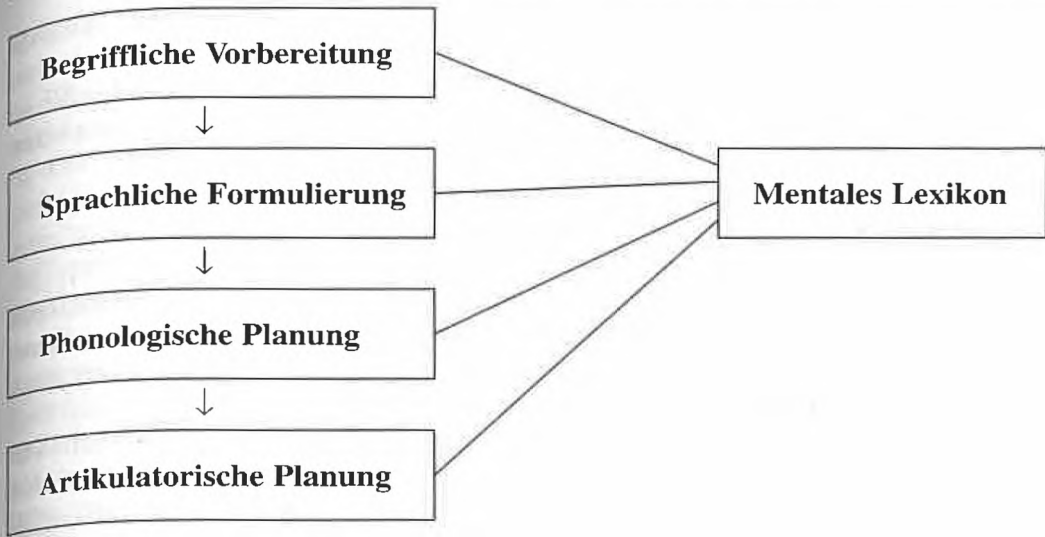 Begriffliche Vorbereitung
↓
Sprachliche Formulierung
Mentales Lexikon
↓
Phonologische Planung
↓
Artikulatorische Planung